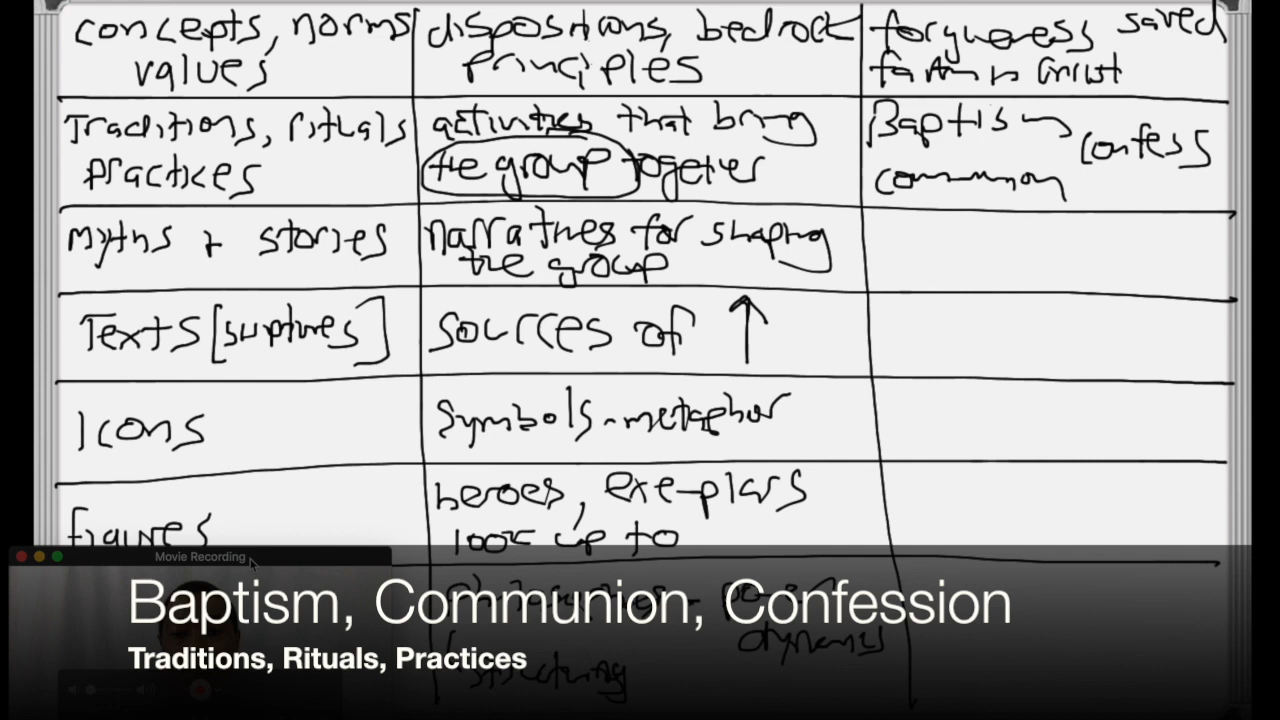 concepts, norms
values
dispositions, bedrock
principles
forgiveness saved
faith in Christ
Traditions, rituals
practices
activities that bring
the group together
Baptism
confess
communion
Myths + stories
narratives for shaping
the group
Texts [scriptures]
sources of ↑
Icons
symbols - metaphor
figures
heroes, exemplars
look up to
Movie Recording
Baptism, Communion, Confession
dynamics
Traditions, Rituals, Practices
structuring